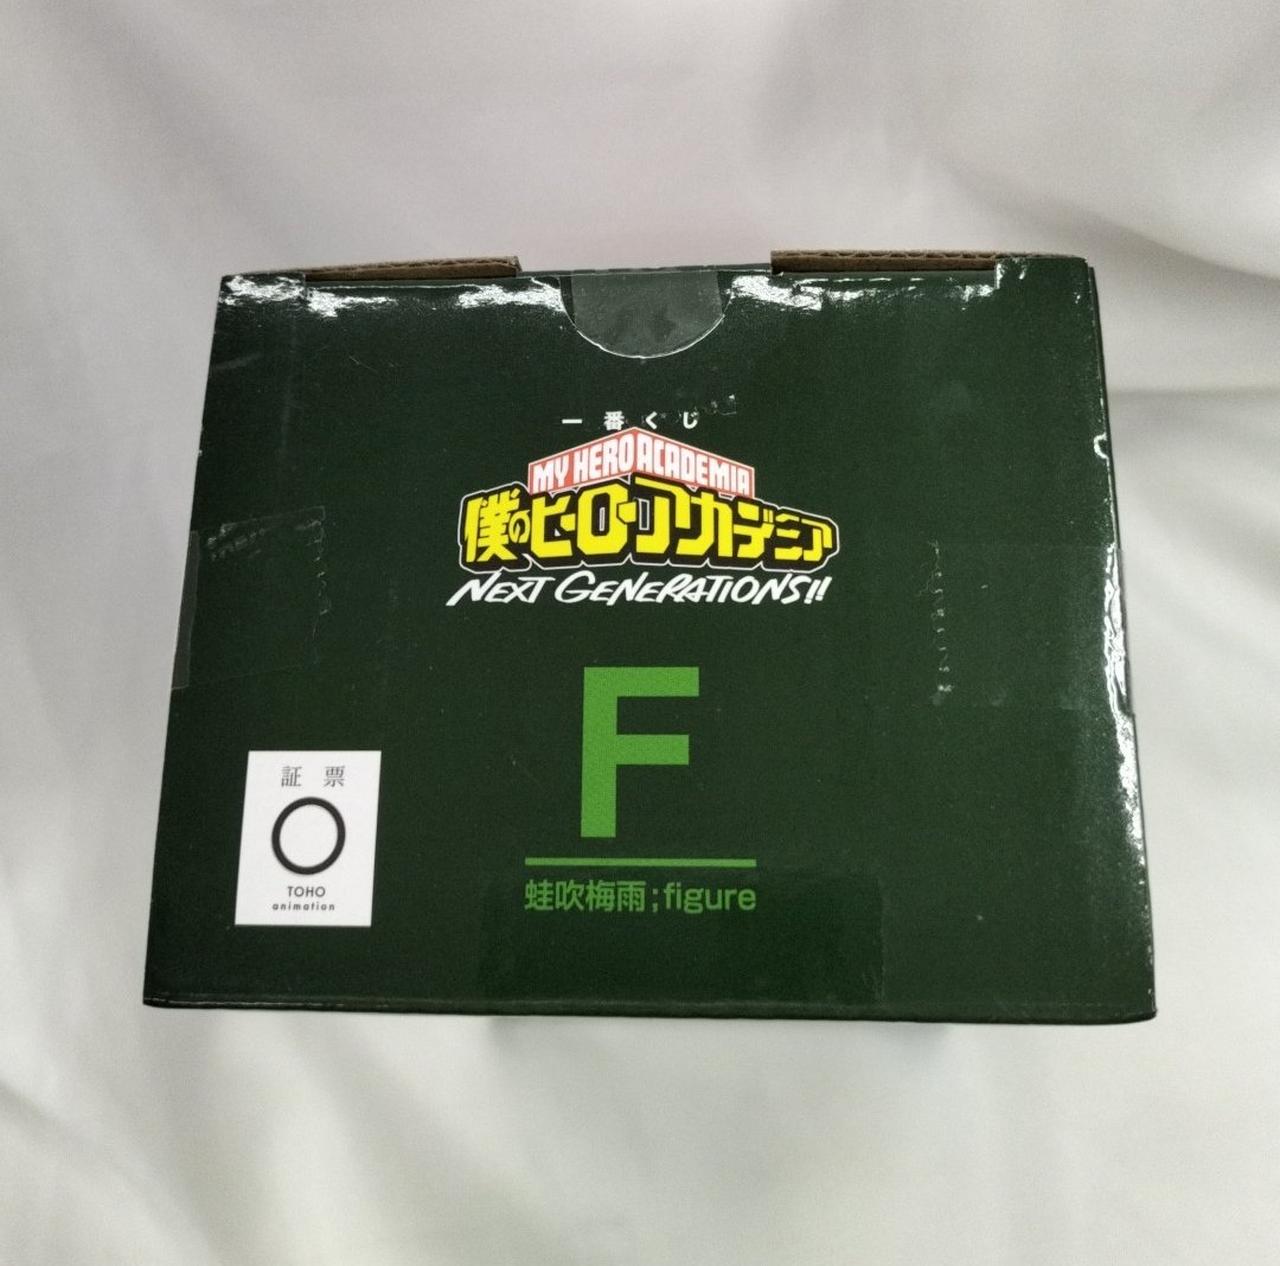 一番くじ
MY HERO ACADEMIA
僕のヒーローアカデミア
NEXT GENERATIONS!!
F
蛙吹梅雨;figure
証票
TOHO
animation